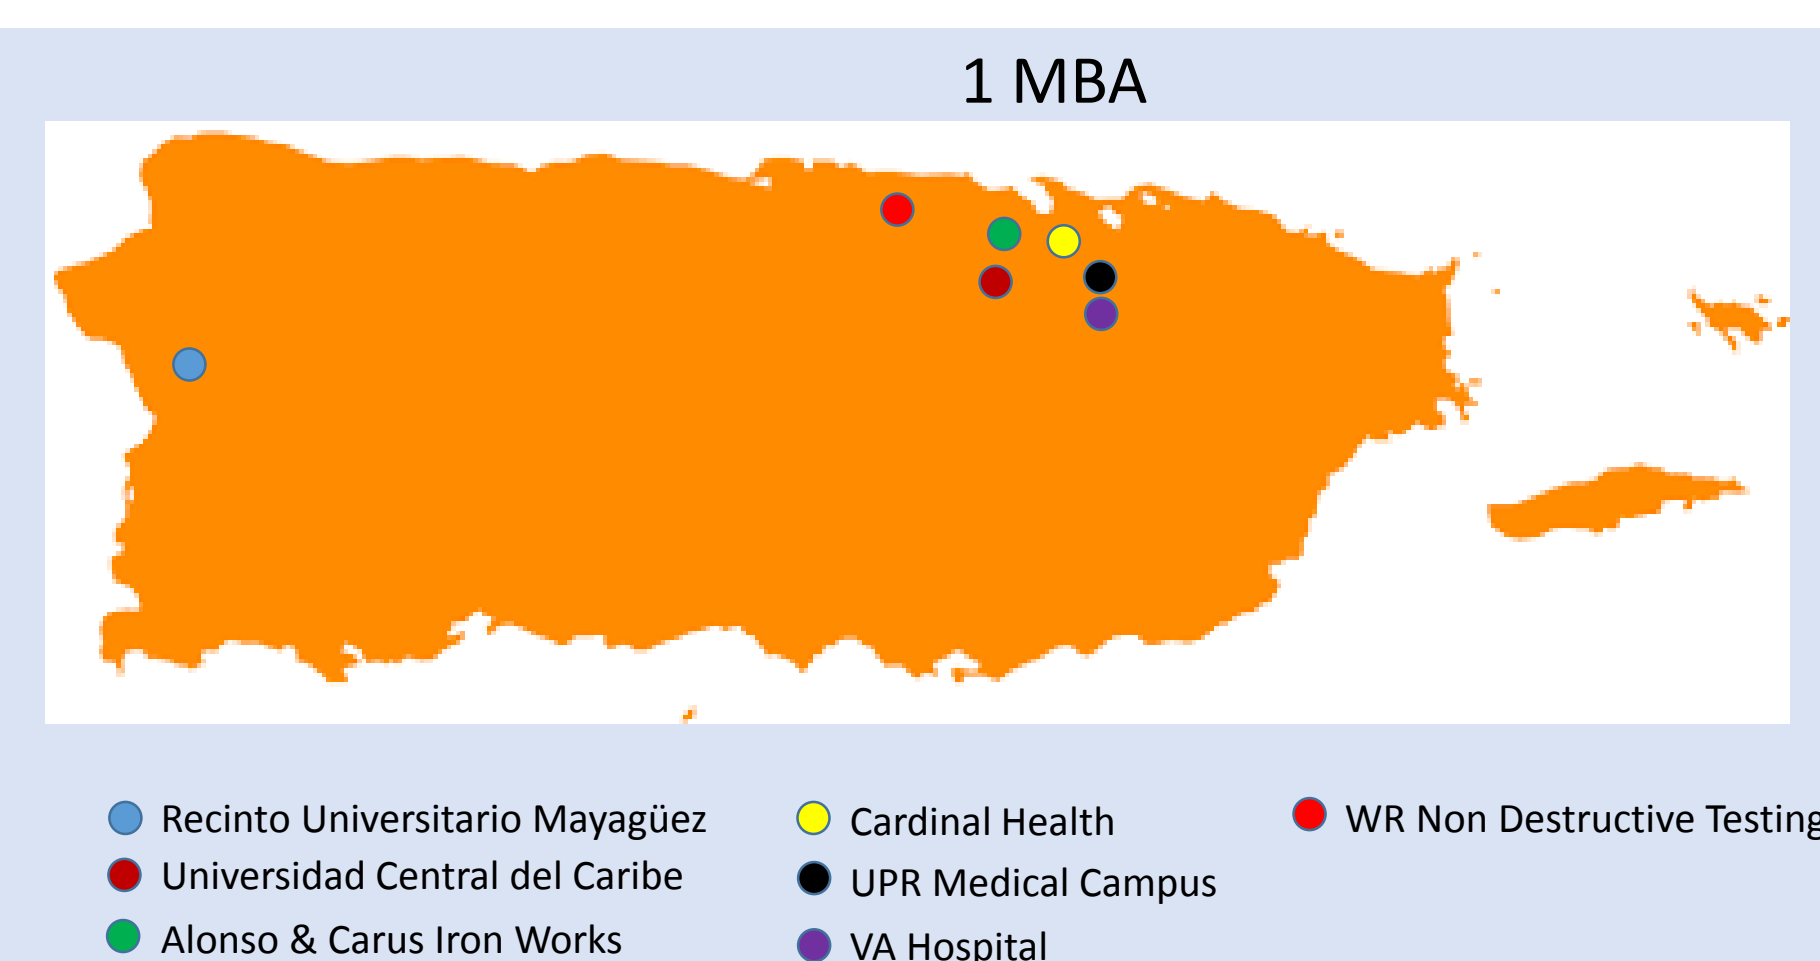 1 MBA
Recinto Universitario Mayagüez
Universidad Central del Caribe
Alonso & Carus Iron Works
Cardinal Health
UPR Medical Campus
VA Hospital
WR Non Destructive Testing